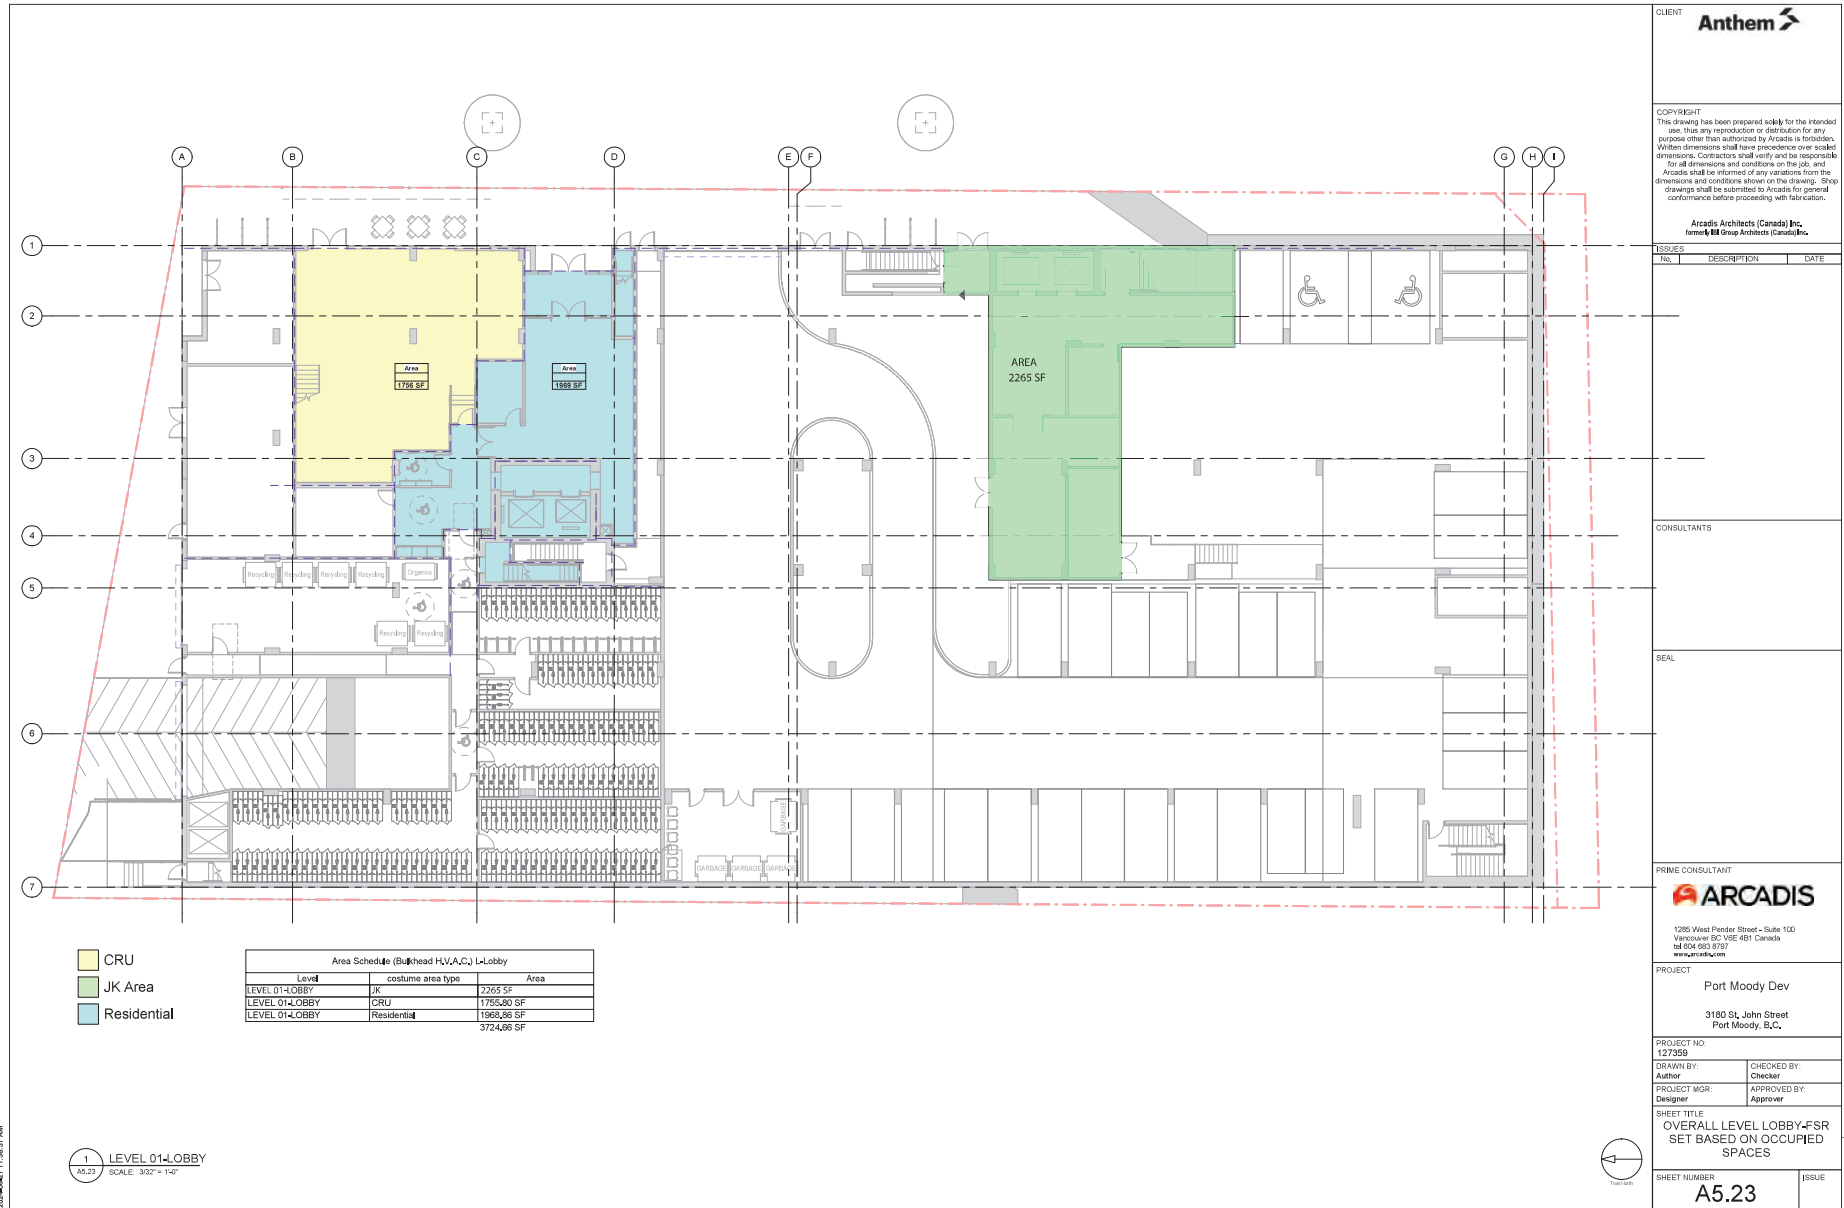 CLIENT
Anthem
COPYRIGHT
This drawing has been prepared solely for the intended
use, thus any reproduction or distribution for any
purpose other than authorized by Arcadis is forbidden.
Written dimensions shall have precedence over scaled
dimensions. Contractors shall verify and be responsible
for all dimensions and conditions on the job, and
Arcadis shall be informed of any variations from the
dimensions and conditions shown on the drawing. Shop
drawings shall be submitted to Arcadis for general
conformance before proceeding with fabrication.
Arcadis Architects (Canada) Inc.
formerly IBI Group Architects (Canada) Inc.
ISSUES
No. DESCRIPTION DATE
CONSULTANTS
SEAL
PRIME CONSULTANT
ARCADIS
1285 West Pender Street – Suite 100
Vancouver BC V6E 4B1 Canada
tel 604 683 8797
www.arcadis.com
PROJECT
Port Moody Dev
3180 St. John Street
Port Moody, B.C.
PROJECT NO:
127359
DRAWN BY: CHECKED BY:
Author Checker
PROJECT MGR: APPROVED BY:
Designer Approver
SHEET TITLE
OVERALL LEVEL LOBBY-FSR
SET BASED ON OCCUPIED
SPACES
SHEET NUMBER ISSUE
A5.23
A B C D E F G H I
1
2
3
4
5
6
7
Area
1756 SF
Area
1969 SF
AREA
2265 SF
Recycling Recycling Recycling Recycling Organics
Recycling Recycling
GARBAGE
GARBAGE GARBAGE GARBAGE
CRU
JK Area
Residential
Area Schedule (Bulkhead H.V.A.C.) L-Lobby
Level costume area type Area
LEVEL 01-LOBBY JK 2265 SF
LEVEL 01-LOBBY CRU 1755.80 SF
LEVEL 01-LOBBY Residential 1968.86 SF
3724.66 SF
1
A5.23
LEVEL 01-LOBBY
SCALE: 3/32" = 1'-0"
True North